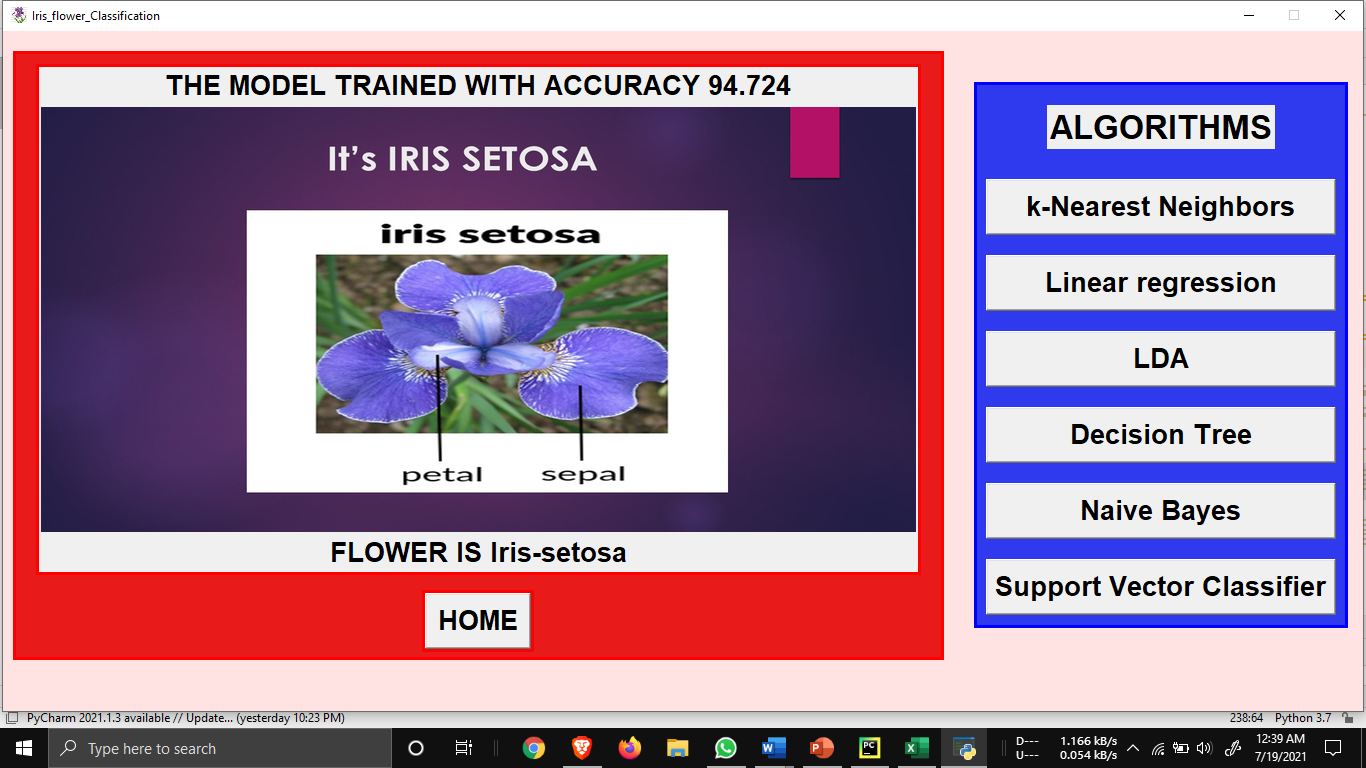 Iris_flower_Classification
THE MODEL TRAINED WITH ACCURACY 94.724
It's IRIS SETOSA
iris setosa
petal sepal
FLOWER IS Iris-setosa
HOME
ALGORITHMS
k-Nearest Neighbors
Linear regression
LDA
Decision Tree
Naive Bayes
Support Vector Classifier
PyCharm 2021.1.3 available // Update... (yesterday 10:23 PM)
238:64 Python 3.7
Type here to search
D--- 1.166 kB/s
U--- 0.054 kB/s
12:39 AM
7/19/2021